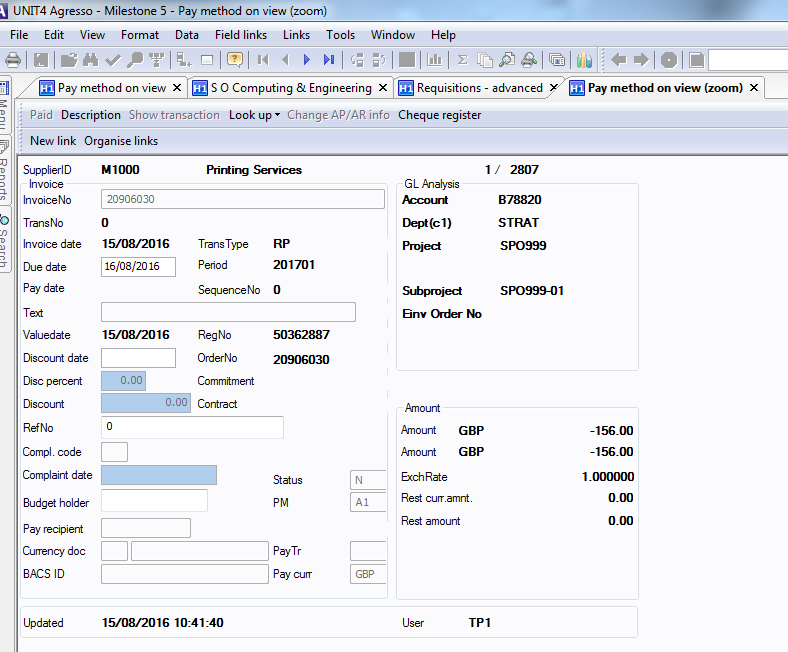 UNIT4 Agresso - Milestone 5 - Pay method on view (zoom)
File Edit View Format Data Field links Links Tools Window Help
H1 Pay method on view × H1 S O Computing & Engineering × H1 Requisitions - advanced × H1 Pay method on view (zoom) ×
Menu
Reports
Search
Paid Description Show transaction Look up Change AP/AR info Cheque register
New link Organise links
SupplierID M1000 Printing Services 1 / 2807
Invoice
InvoiceNo 20906030
TransNo 0
Invoice date 15/08/2016 TransType RP
Due date 16/08/2016 Period 201701
Pay date SequenceNo 0
Text
Valuedate 15/08/2016 RegNo 50362887
Discount date OrderNo 20906030
Disc percent 0.00 Commitment
Discount 0.00 Contract
RefNo 0
Compl. code
Complaint date Status N
Budget holder PM A1
Pay recipient
Currency doc PayTr
BACS ID Pay curr GBP
GL Analysis
Account B78820
Dept(c1) STRAT
Project SPO999
Subproject SPO999-01
Einv Order No
Amount
Amount GBP -156.00
Amount GBP -156.00
ExchRate 1.000000
Rest curr.amnt. 0.00
Rest amount 0.00
Updated 15/08/2016 10:41:40 User TP1